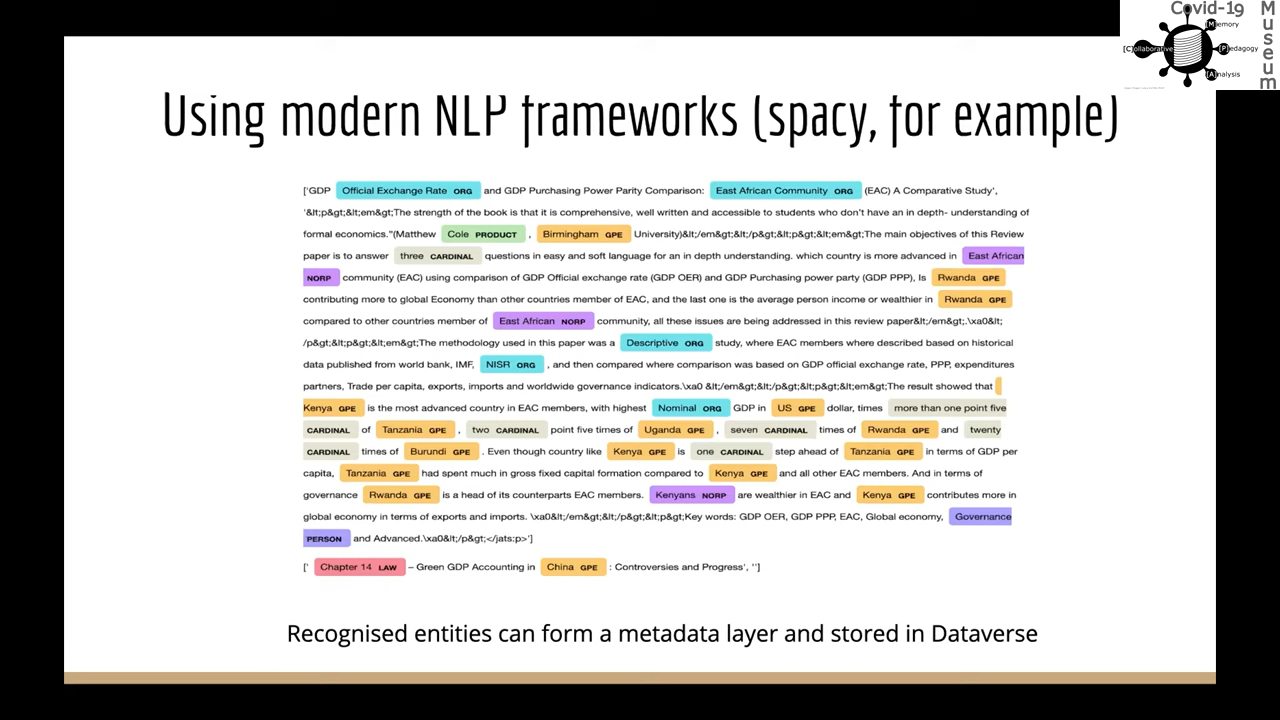 Covid-19
Museum
[M]emory
[C]ollaborative
[P]edagogy
[A]nalysis
Using modern NLP frameworks (spacy, for example)
['GDP Official Exchange Rate ORG and GDP Purchasing Power Parity Comparison: East African Community ORG (EAC) A Comparative Study',
'&lt;p&gt;&lt;em&gt;The strength of the book is that it is comprehensive, well written and accessible to students who don't have an in depth- understanding of
formal economics."(Matthew Cole PRODUCT , Birmingham GPE University)&lt;/em&gt;&lt;/p&gt;&lt;p&gt;&lt;em&gt;The main objectives of this Review
paper is to answer three CARDINAL questions in easy and soft language for an in depth understanding. which country is more advanced in East African
NORP community (EAC) using comparison of GDP Official exchange rate (GDP OER) and GDP Purchasing power party (GDP PPP), Is Rwanda GPE
contributing more to global Economy than other countries member of EAC, and the last one is the average person income or wealthier in Rwanda GPE
compared to other countries member of East African NORP community, all these issues are being addressed in this review paper&lt;/em&gt;.\xa0&lt;
/p&gt;&lt;p&gt;&lt;em&gt;The methodology used in this paper was a Descriptive ORG study, where EAC members where described based on historical
data published from world bank, IMF, NISR ORG , and then compared where comparison was based on GDP official exchange rate, PPP, expenditures
partners, Trade per capita, exports, imports and worldwide governance indicators.\xa0 &lt;/em&gt;&lt;/p&gt;&lt;p&gt;&lt;em&gt;The result showed that
Kenya GPE is the most advanced country in EAC members, with highest Nominal ORG GDP in US GPE dollar, times more than one point five
CARDINAL of Tanzania GPE , two CARDINAL point five times of Uganda GPE , seven CARDINAL times of Rwanda GPE and twenty
CARDINAL times of Burundi GPE . Even though country like Kenya GPE is one CARDINAL step ahead of Tanzania GPE in terms of GDP per
capita, Tanzania GPE had spent much in gross fixed capital formation compared to Kenya GPE and all other EAC members. And in terms of
governance Rwanda GPE is a head of its counterparts EAC members. Kenyans NORP are wealthier in EAC and Kenya GPE contributes more in
global economy in terms of exports and imports. \xa0&lt;/em&gt;&lt;/p&gt;&lt;p&gt;Key words: GDP OER, GDP PPP, EAC, Global economy, Governance
PERSON and Advanced.\xa0&lt;/p&gt;</jats:p>']
[' Chapter 14 LAW – Green GDP Accounting in China GPE : Controversies and Progress', '']
Recognised entities can form a metadata layer and stored in Dataverse